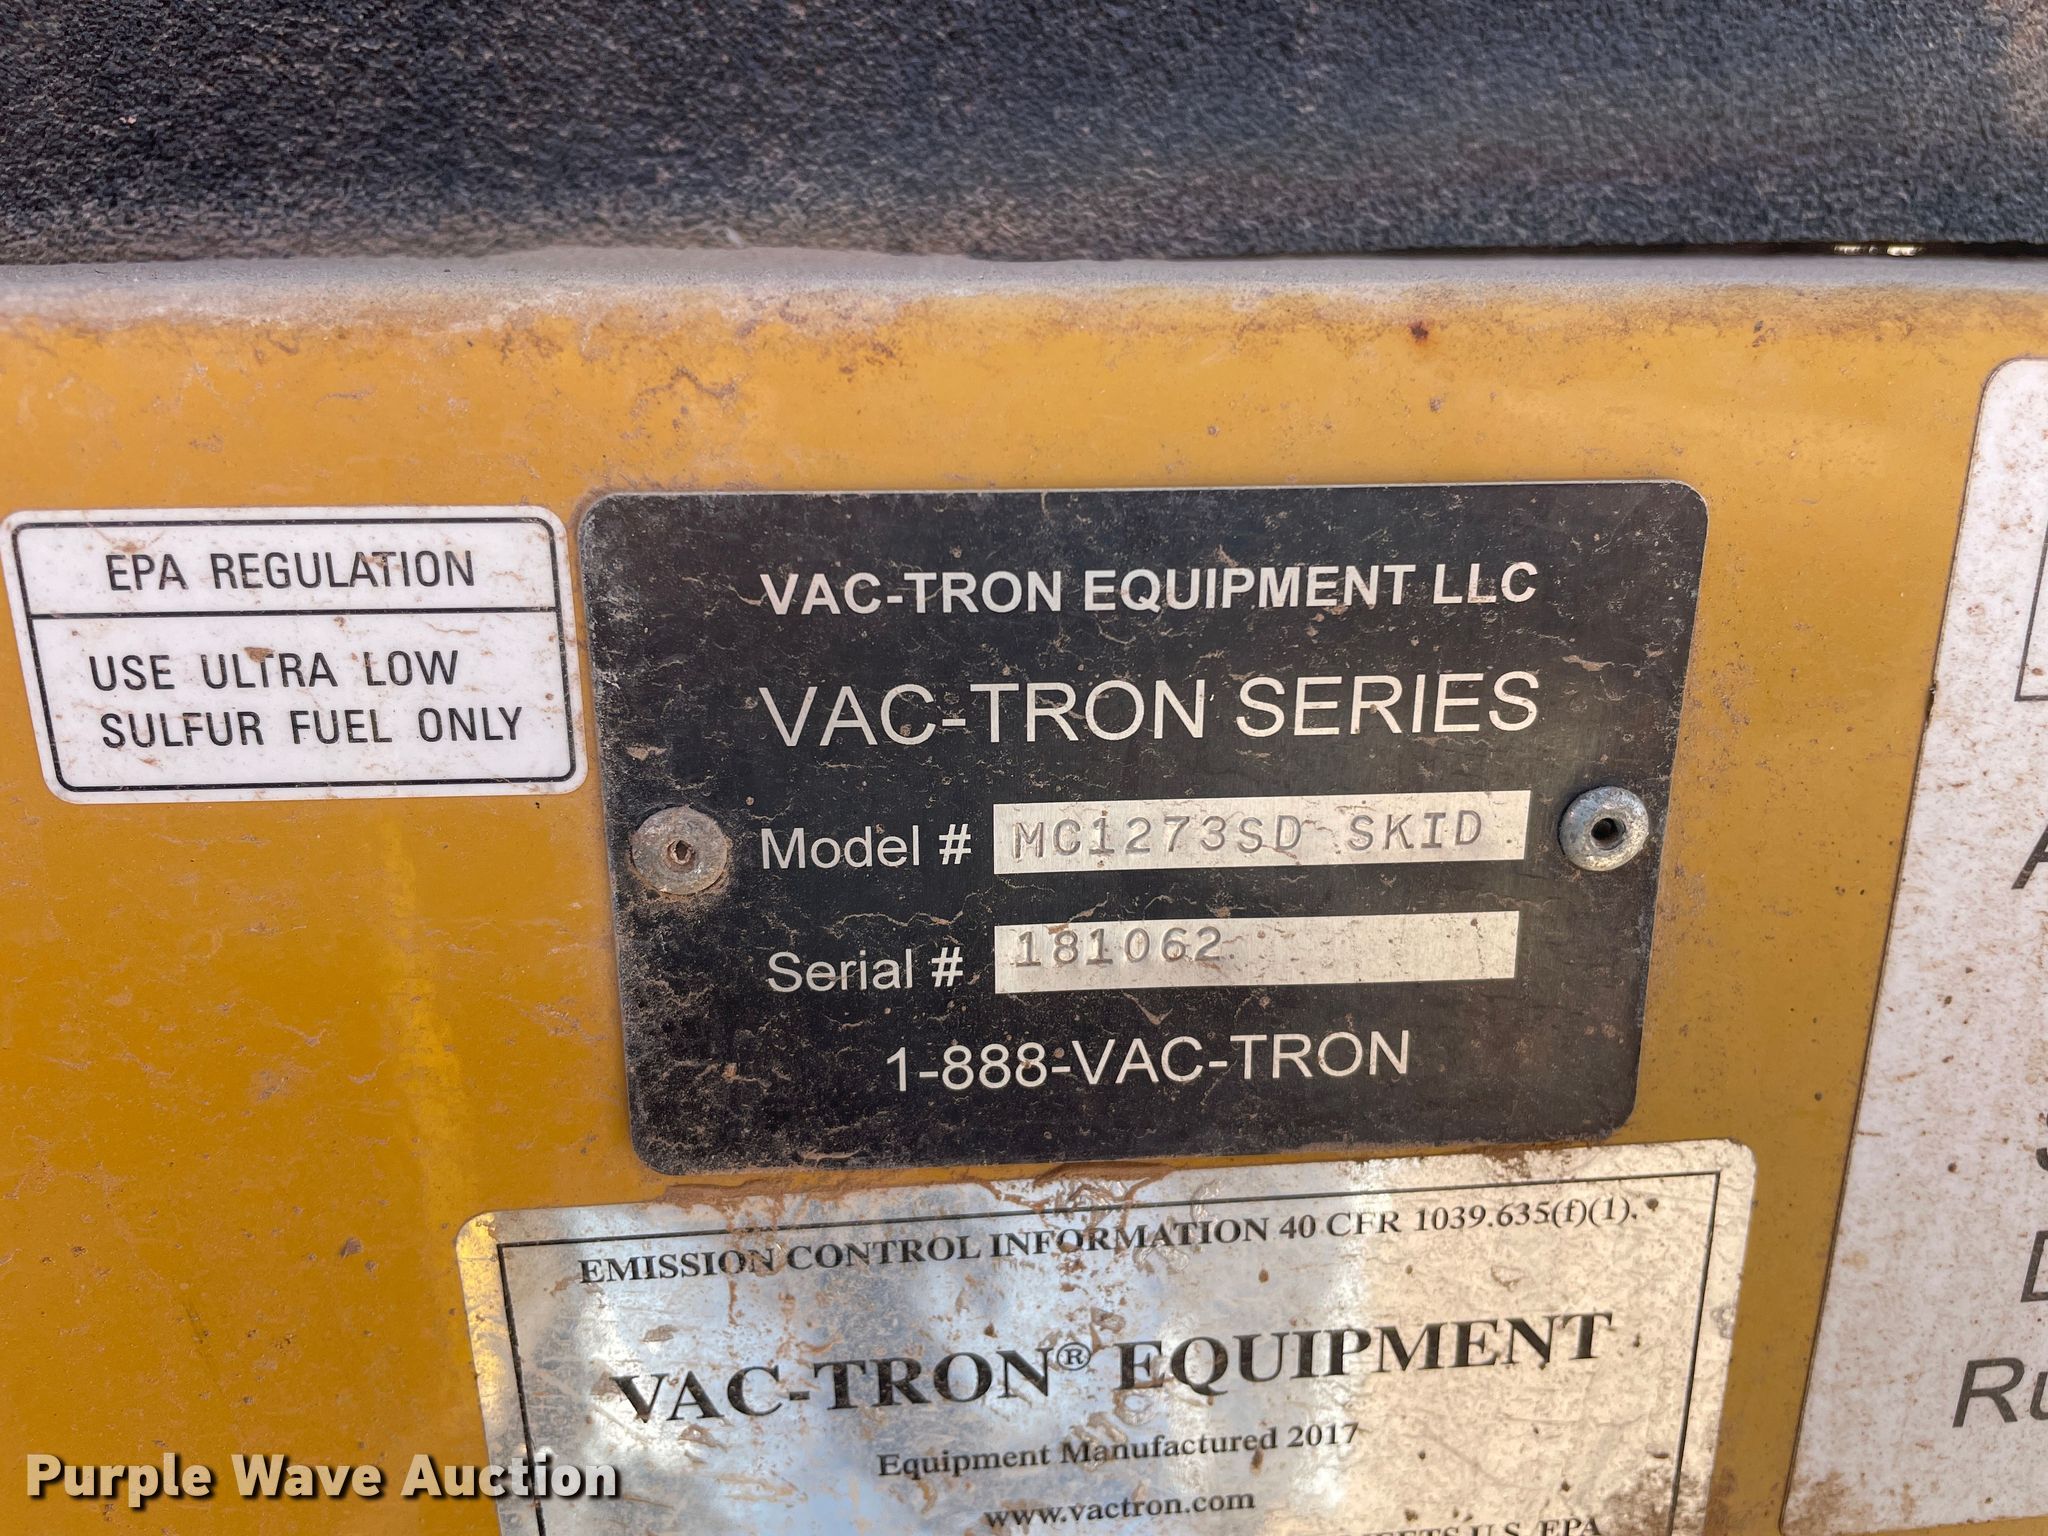 EPA REGULATION
USE ULTRA LOW
SULFUR FUEL ONLY
VAC-TRON EQUIPMENT LLC
VAC-TRON SERIES
Model # MC1273SD SKID
Serial # 181062
1-888-VAC-TRON
EMISSION CONTROL INFORMATION 40 CFR 1039.635(f)(1).
VAC-TRON® EQUIPMENT
Equipment Manufactured 2017
www.vactron.com
U.S. EPA
Purple Wave Auction